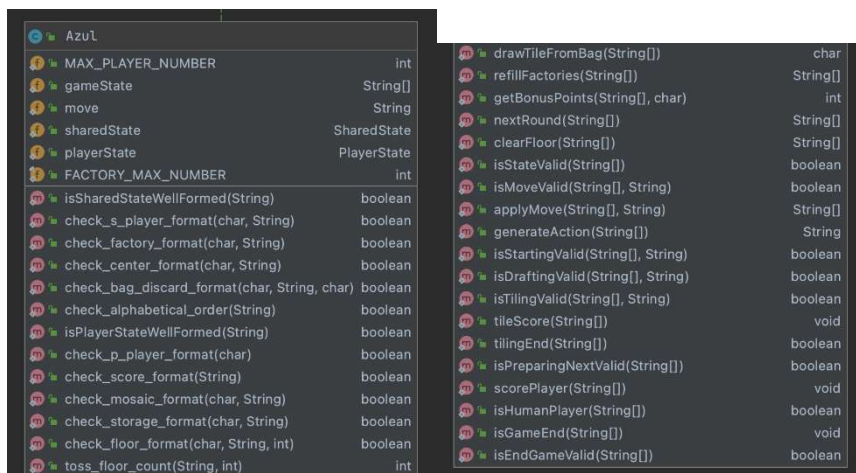 Azul
MAX_PLAYER_NUMBER int
gameState String[]
move String
sharedState SharedState
playerState PlayerState
FACTORY_MAX_NUMBER int
isSharedStateWellFormed(String) boolean
check_s_player_format(char, String) boolean
check_factory_format(char, String) boolean
check_center_format(char, String) boolean
check_bag_discard_format(char, String, char) boolean
check_alphabetical_order(String) boolean
isPlayerStateWellFormed(String) boolean
check_p_player_format(char) boolean
check_score_format(String) boolean
check_mosaic_format(char, String) boolean
check_storage_format(char, String) boolean
check_floor_format(char, String, int) boolean
toss_floor_count(String, int) int
drawTileFromBag(String[]) char
refillFactories(String[]) String[]
getBonusPoints(String[], char) int
nextRound(String[]) String[]
clearFloor(String[]) String[]
isStateValid(String[]) boolean
isMoveValid(String[], String) boolean
applyMove(String[], String) String[]
generateAction(String[]) String
isStartingValid(String[], String) boolean
isDraftingValid(String[], String) boolean
isTilingValid(String[], String) boolean
tileScore(String[]) void
tilingEnd(String[]) boolean
isPreparingNextValid(String[]) boolean
scorePlayer(String[]) void
isHumanPlayer(String[]) boolean
isGameEnd(String[]) void
isEndGameValid(String[]) boolean